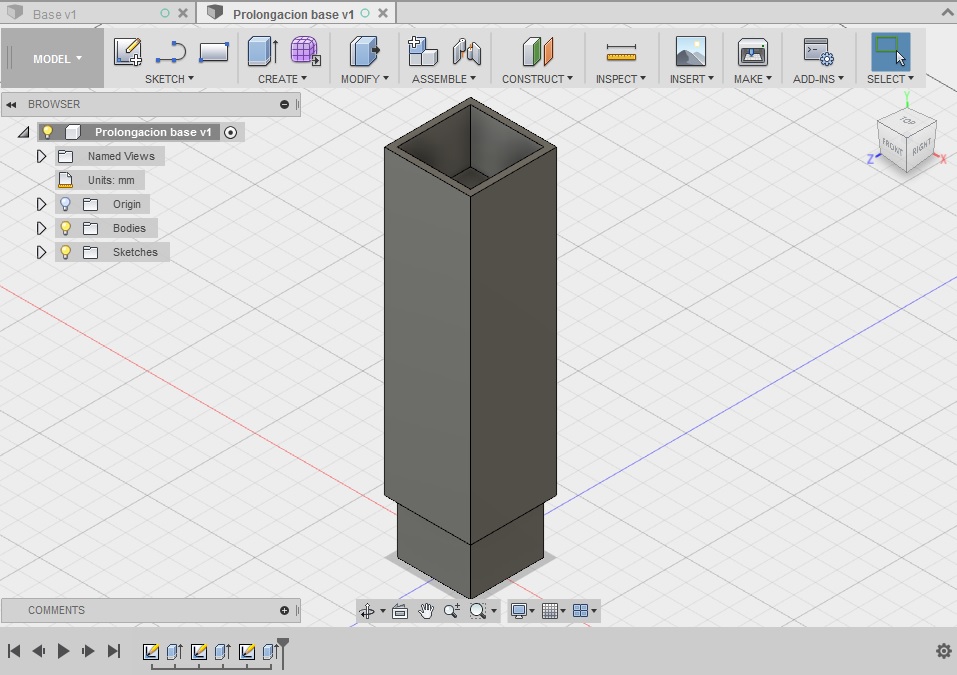 Base v1
Prolongacion base v1
MODEL
SKETCH
CREATE
MODIFY
ASSEMBLE
CONSTRUCT
INSPECT
INSERT
MAKE
ADD-INS
SELECT
BROWSER
Prolongacion base v1
Named Views
Units: mm
Origin
Bodies
Sketches
Y
TOP
FRONT
RIGHT
Z
X
COMMENTS